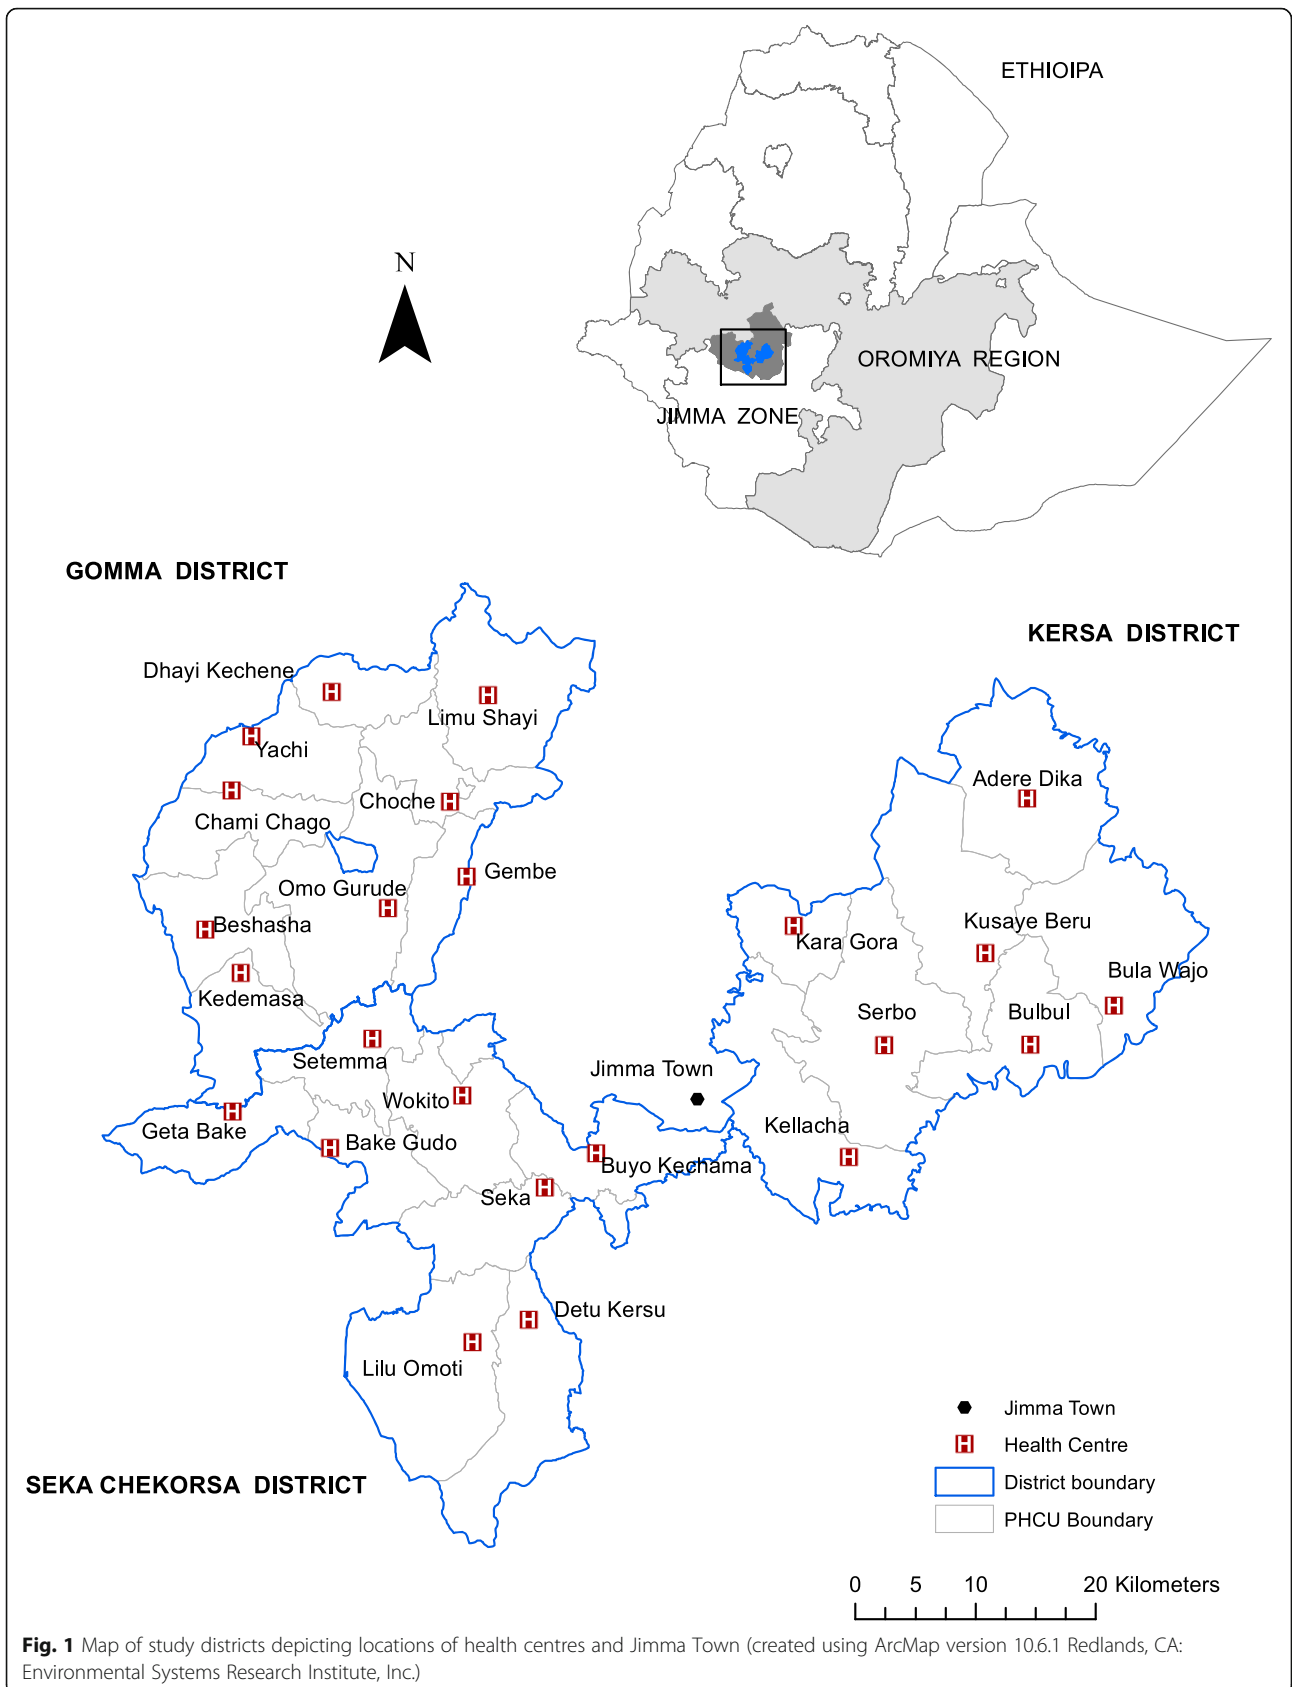 ETHIOIPA
N
OROMIYA REGION
JIMMA ZONE
GOMMA DISTRICT
KERSA DISTRICT
Dhayi Kechene
H
H
Limu Shayi
H
Yachi
Adere Dika
H
H
Choche H
Chami Chago
H Gembe
Omo Gurude
H
Kusaye Beru
H Beshasha
H
Kara Gora
H
H
Bula Wajo
Kedemasa
H
Serbo
Bulbul
H
H
H
Setemma
Jimma Town
Wokito H
H
Geta Bake
Kellacha
H Bake Gudo
H
Buyo Kechama
H
Seka H
Detu Kersu
H
H
Lilu Omoti
Jimma Town
H Health Centre
SEKA CHEKORSA DISTRICT
District boundary
PHCU Boundary
0 5 10 20 Kilometers
Fig. 1 Map of study districts depicting locations of health centres and Jimma Town (created using ArcMap version 10.6.1 Redlands, CA:
Environmental Systems Research Institute, Inc.)